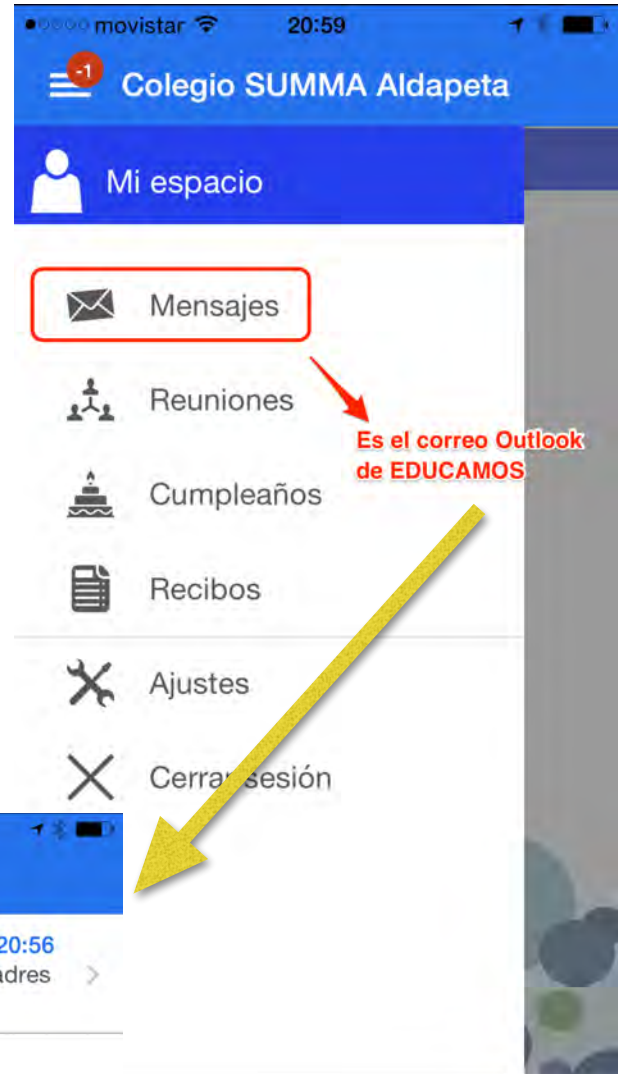 movistar 20:59
-1
Colegio SUMMA Aldapeta
Mi espacio
Mensajes
Reuniones
Es el correo Outlook
de EDUCAMOS
Cumpleaños
Recibos
Ajustes
Cerrar sesión
20:56
adres